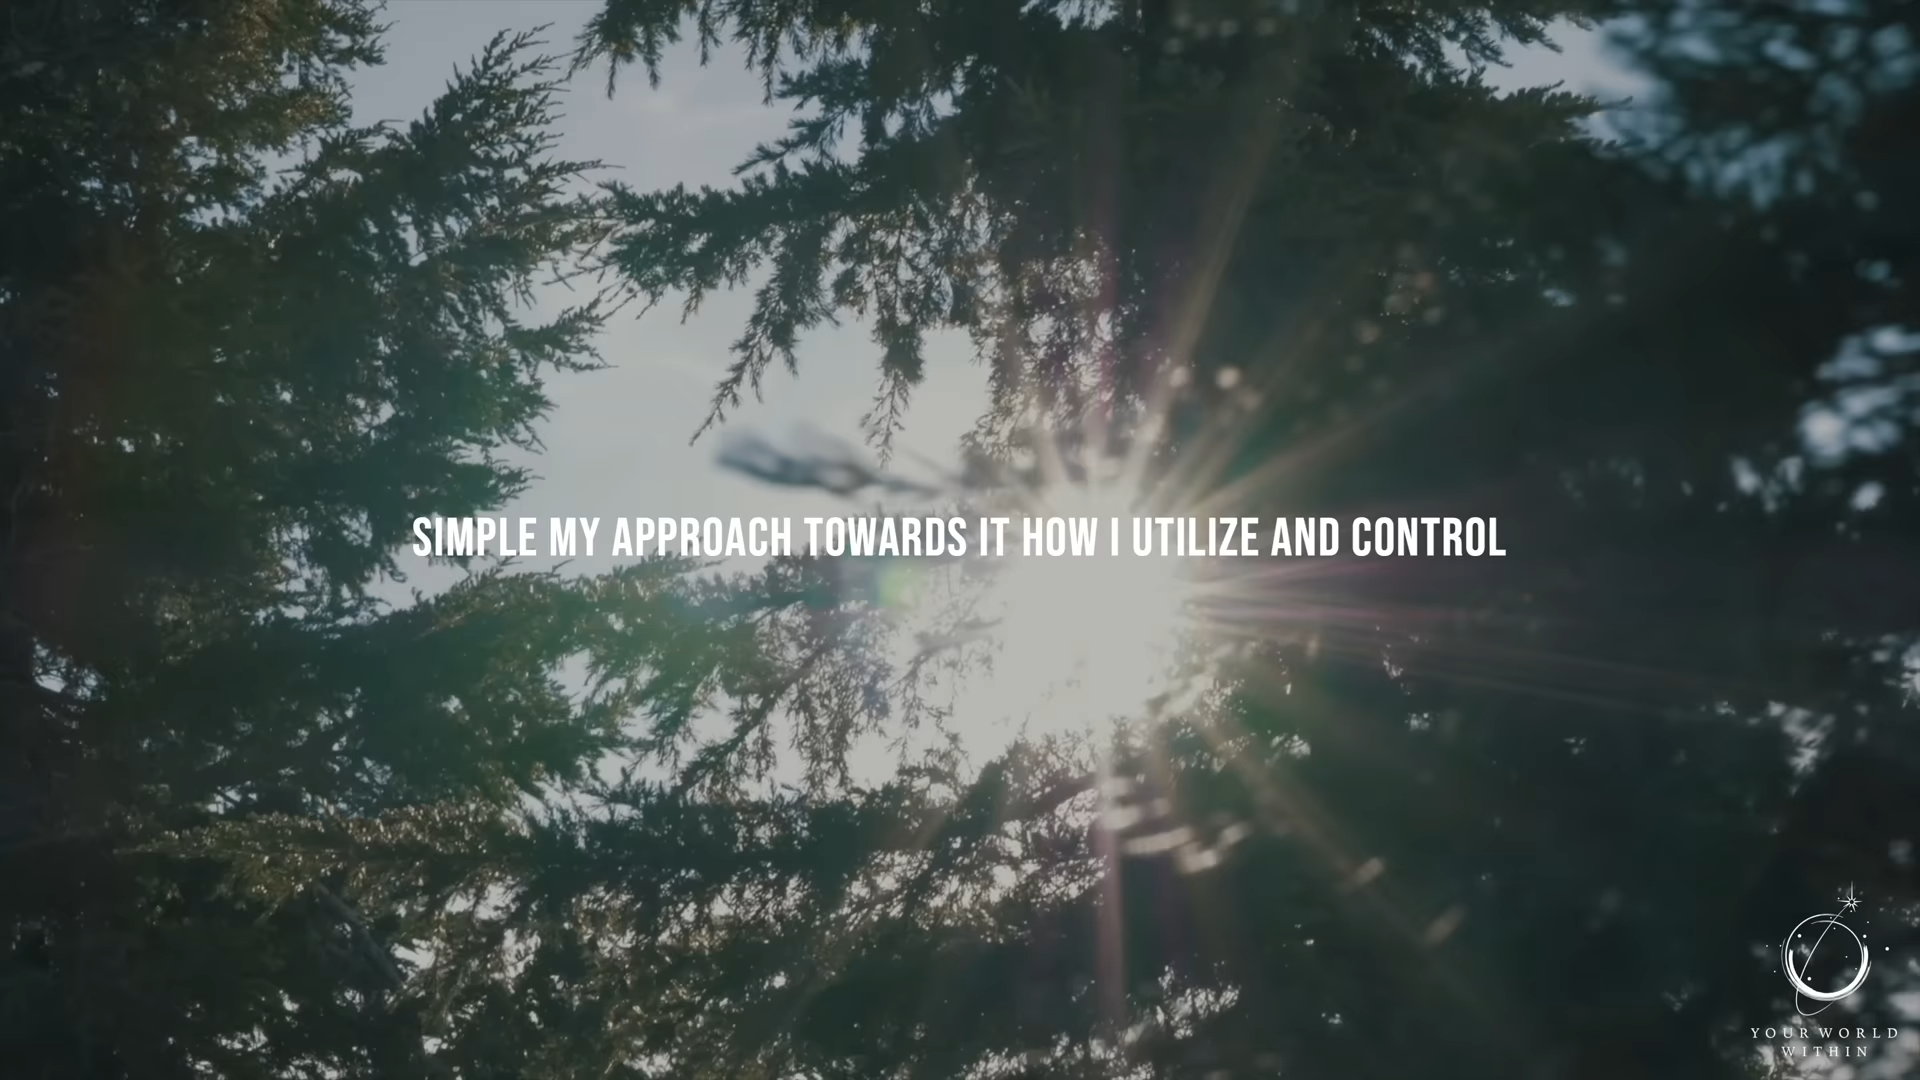 SIMPLE MY APPROACH TOWARDS IT HOW I UTILIZE AND CONTROL
YOUR WORLD
WITHIN